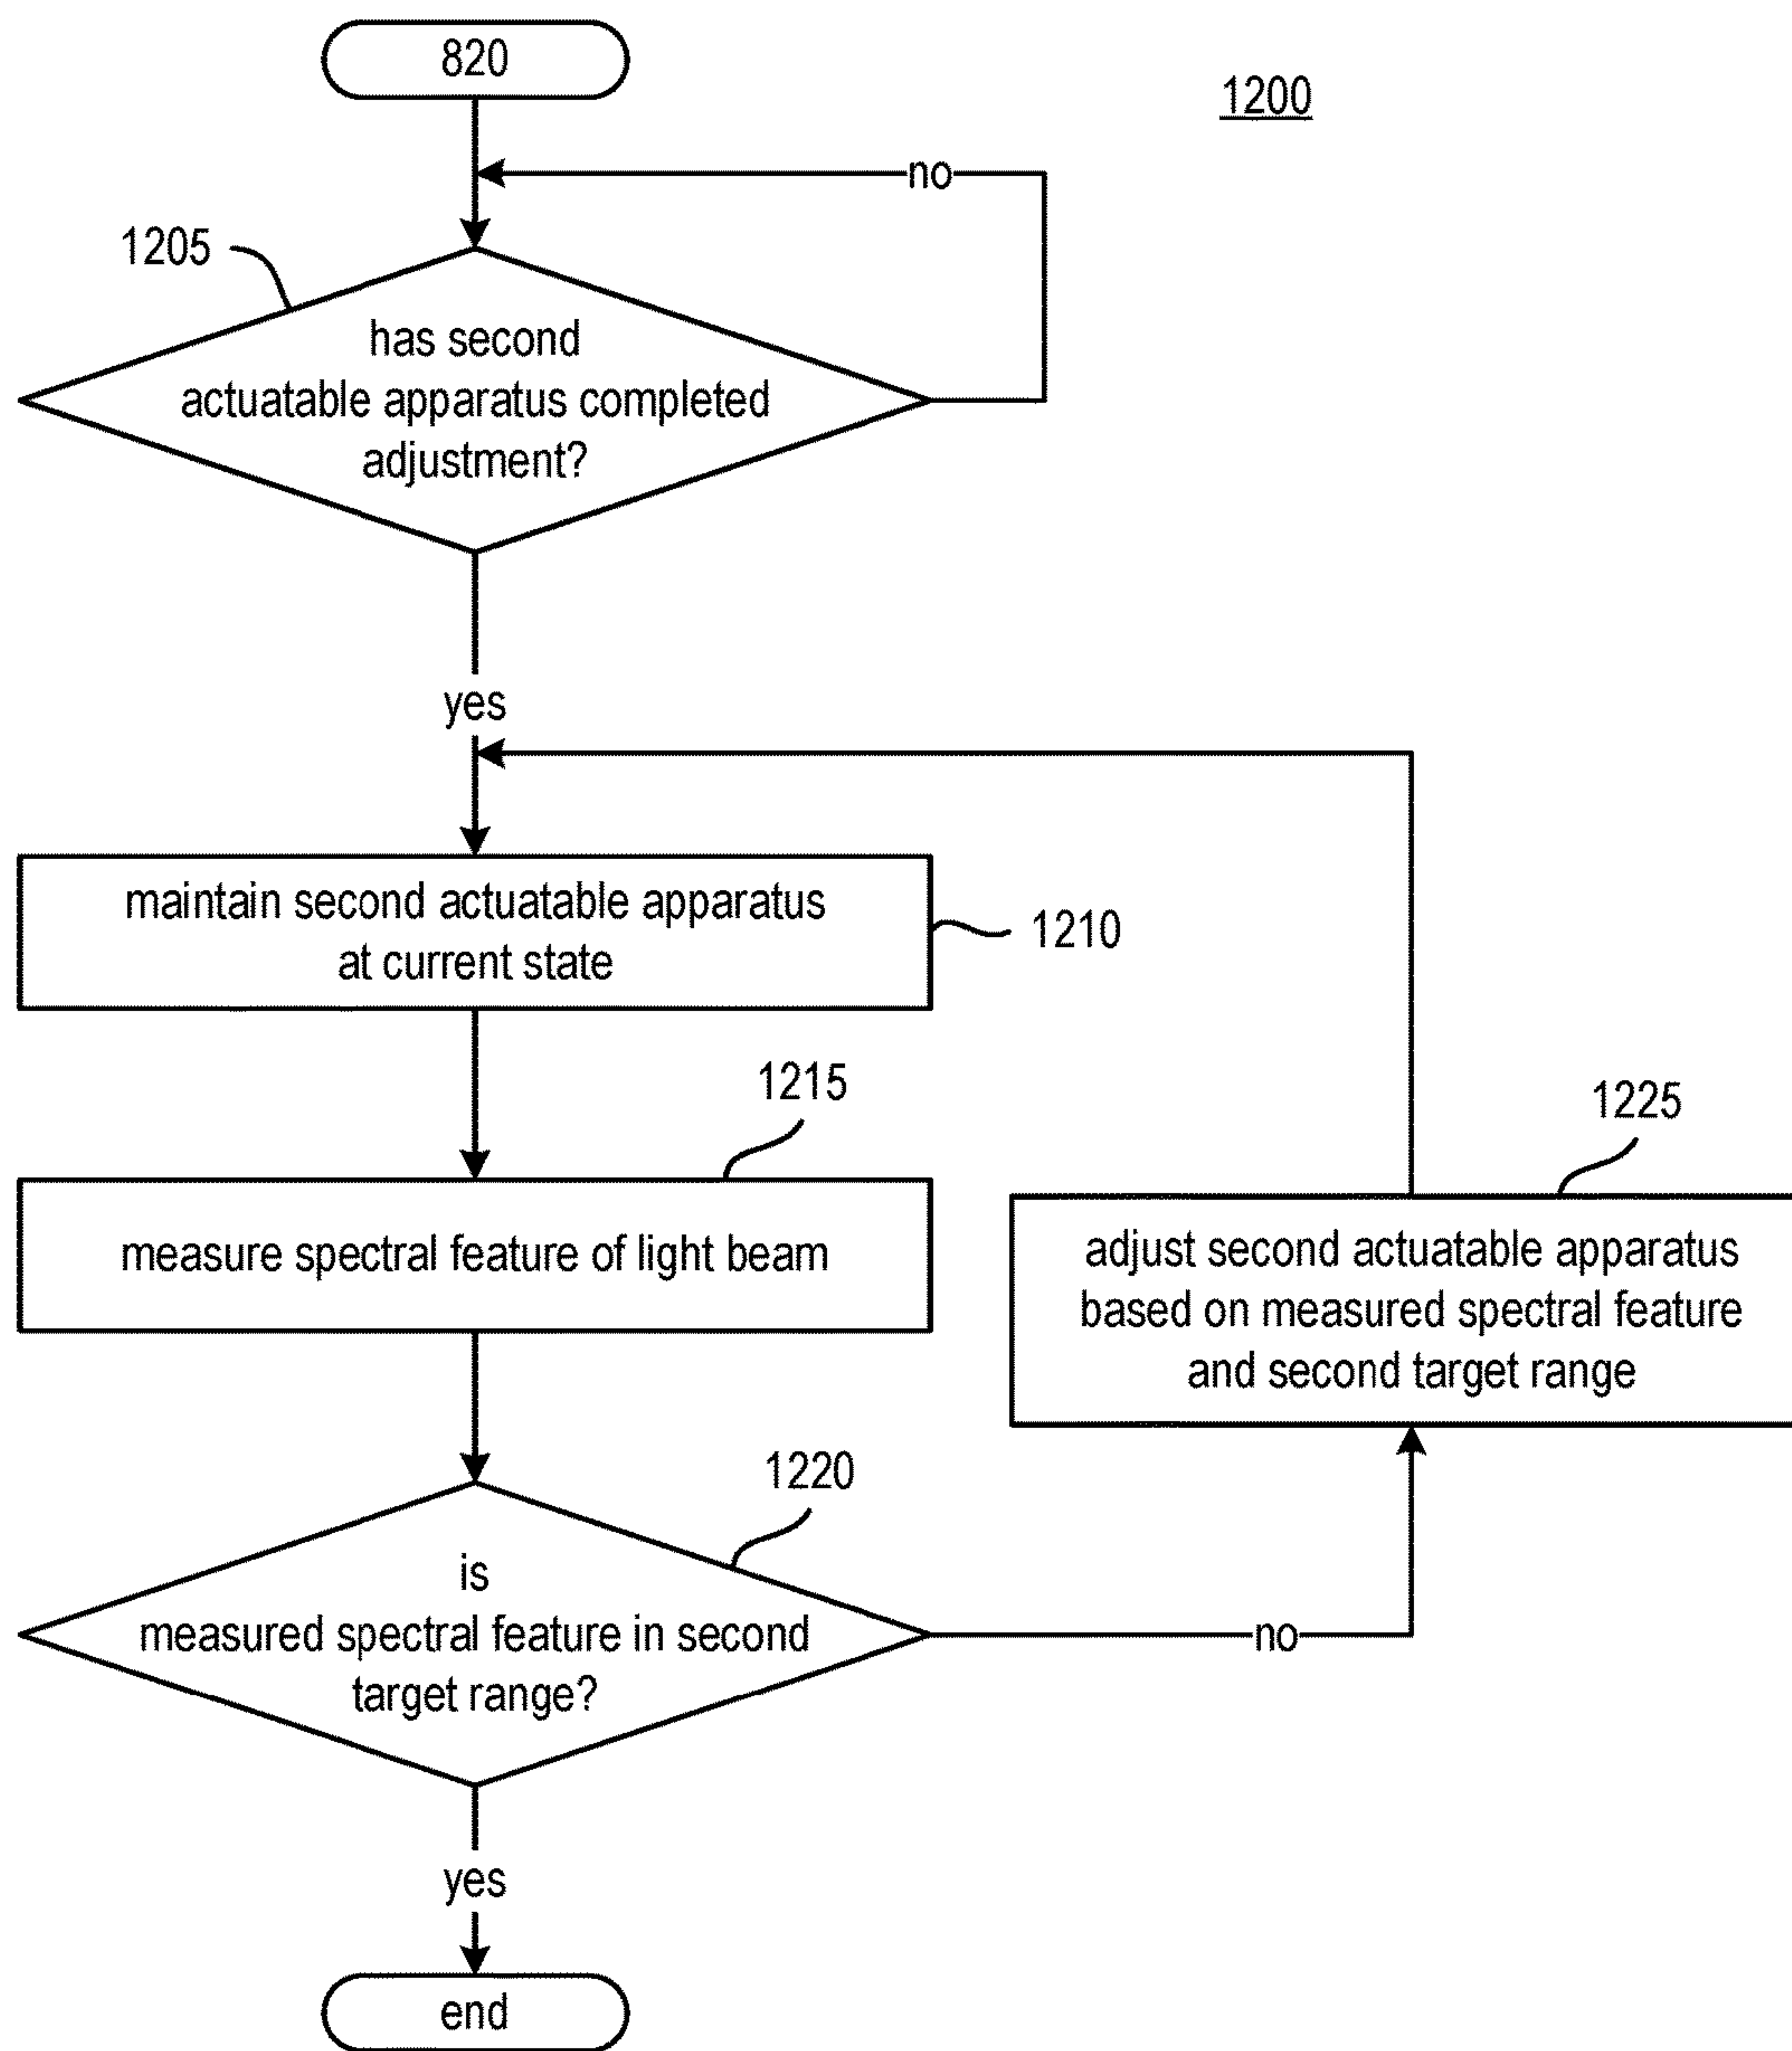 820
1200
no
1205
has second
actuatable apparatus completed
adjustment?
yes
maintain second actuatable apparatus
at current state
1210
1215
measure spectral feature of light beam
1225
adjust second actuatable apparatus
based on measured spectral feature
and second target range
1220
is
measured spectral feature in second
target range?
no
yes
end